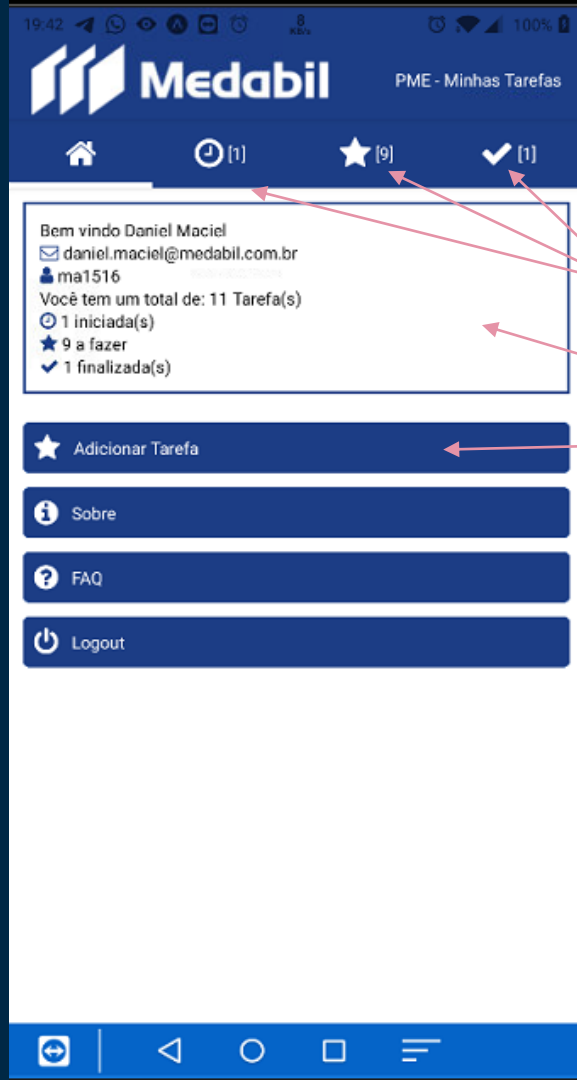 19:42 8 KB/s 100%
Medabil PME - Minhas Tarefas
[1] [9] [1]
Bem vindo Daniel Maciel
daniel.maciel@medabil.com.br
ma1516
Você tem um total de: 11 Tarefa(s)
1 iniciada(s)
9 a fazer
1 finalizada(s)
Adicionar Tarefa
Sobre
FAQ
Logout